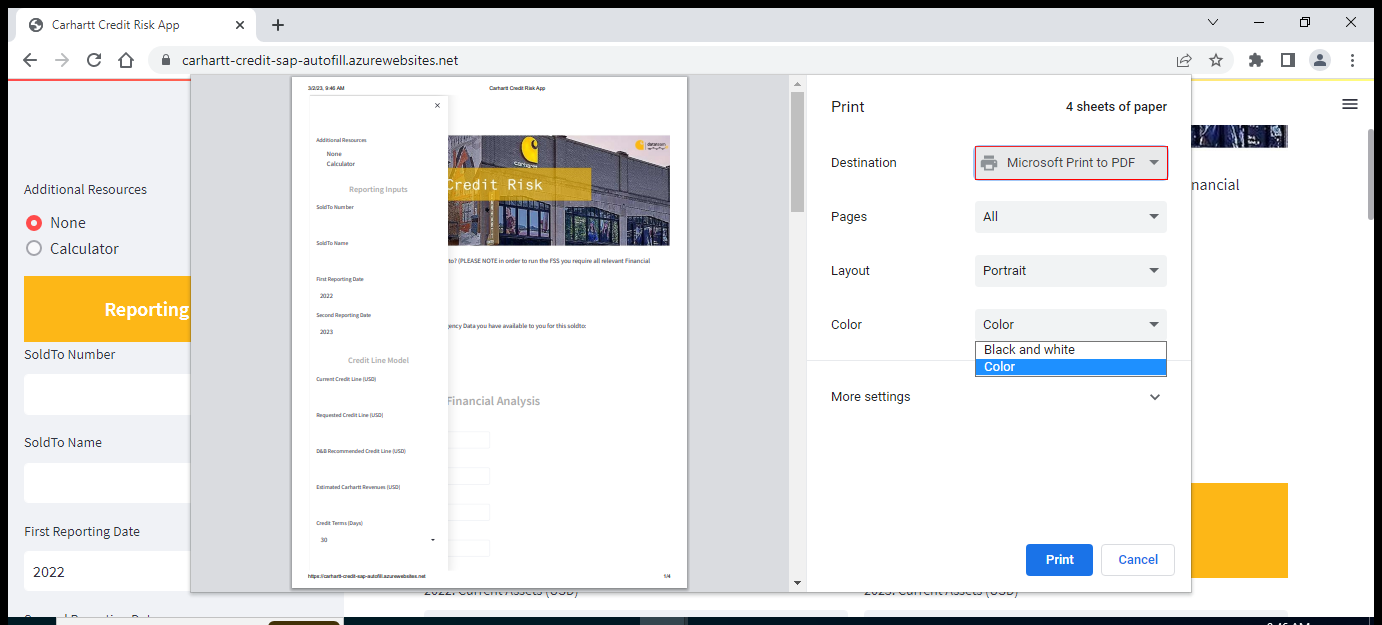 Carhartt Credit Risk App
carhartt-credit-sap-autofill.azurewebsites.net
Additional Resources
None
Calculator
Reporting
SoldTo Number
SoldTo Name
First Reporting Date
2022
3/2/23, 9:46 AM
Carhartt Credit Risk App
Additional Resources
None
Calculator
Reporting Inputs
SoldTo Number
SoldTo Name
First Reporting Date
2022
Second Reporting Date
2023
Credit Line Model
Current Credit Line (USD)
Requested Credit Line (USD)
D&B Recommended Credit Line (USD)
Estimated Carhartt Revenues (USD)
Credit Terms (Days)
30
carhartt
Credit Risk
to? (PLEASE NOTE in order to run the FSS you require all relevant Financial
ency Data you have available to you for this soldto:
Financial Analysis
https://carhartt-credit-sap-autofill.azurewebsites.net
1/4
Print
4 sheets of paper
Destination
Microsoft Print to PDF
Pages
All
Layout
Portrait
Color
Color
Black and white
Color
More settings
Print
Cancel
nancial
2022: Current Assets (USD)
2023: Current Assets (USD)
9:46 AM